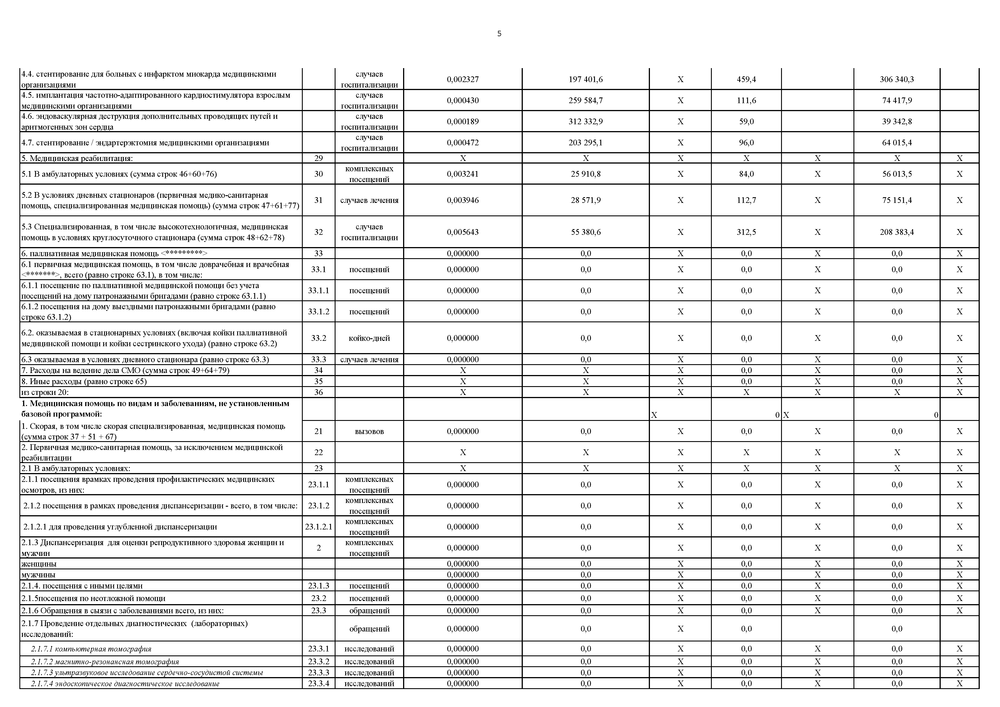 5
4.4. стентирование для больных с инфарктом миокарда медицинскими
организациями
случаев
госпитализации
0,002327 197 401,6 X 459,4 306 340,3
4.5. имплантация частотно-адаптированного кардиостимулятора взрослым
медицинскими организациями
случаев
госпитализации
0,000430 259 584,7 X 111,6 74 417,9
4.6. эндоваскулярная деструкция дополнительных проводящих путей и
аритмогенных зон сердца
случаев
госпитализации
0,000189 312 332,9 X 59,0 39 342,8
4.7. стентирование / эндартерэктомия медицинскими организациями
случаев
госпитализации
0,000472 203 295,1 X 96,0 64 015,4
5. Медицинская реабилитация: 29 X X X X X X X
5.1 В амбулаторных условиях (сумма строк 46+60+76) 30
комплексных
посещений
0,003241 25 910,8 X 84,0 X 56 013,5 X
5.2 В условиях дневных стационаров (первичная медико-санитарная
помощь, специализированная медицинская помощь) (сумма строк 47+61+77)
31 случаев лечения 0,003946 28 571,9 X 112,7 X 75 151,4 X
5.3 Специализированная, в том числе высокотехнологичная, медицинская
помощь в условиях круглосуточного стационара (сумма строк 48+62+78)
32
случаев
госпитализации
0,005643 55 380,6 X 312,5 X 208 383,4 X
6. паллиативная медицинская помощь <*********> 33 0,000000 0,0 X 0,0 X 0,0 X
6.1 первичная медицинская помощь, в том числе доврачебная и врачебная
<*******>, всего (равно строке 63.1), в том числе:
33.1 посещений 0,000000 0,0 X 0,0 X 0,0 X
6.1.1 посещение по паллиативной медицинской помощи без учета
посещений на дому патронажными бригадами (равно строке 63.1.1)
33.1.1 посещений 0,000000 0,0 X 0,0 X 0,0 X
6.1.2 посещения на дому выездными патронажными бригадами (равно
строке 63.1.2)
33.1.2 посещений 0,000000 0,0 X 0,0 X 0,0 X
6.2. оказываемая в стационарных условиях (включая койки паллиативной
медицинской помощи и койки сестринского ухода) (равно строке 63.2)
33.2 койко-дней 0,000000 0,0 X 0,0 X 0,0 X
6.3 оказываемая в условиях дневного стационара (равно строке 63.3) 33.3 случаев лечения 0,000000 0,0 X 0,0 X 0,0 X
7. Расходы на ведение дела СМО (сумма строк 49+64+79) 34 X X X 0,0 X 0,0 X
8. Иные расходы (равно строке 65) 35 X X X 0,0 X 0,0 X
из строки 20: 36 X X X X X X X
1. Медицинская помощь по видам и заболеваниям, не установленным
базовой программой:
X 0 X 0
1. Скорая, в том числе скорая специализированная, медицинская помощь
(сумма строк 37 + 51 + 67)
21 вызовов 0,000000 0,0 X 0,0 X 0,0 X
2. Первичная медико-санитарная помощь, за исключением медицинской
реабилитации
22 X X X X X X X
2.1 В амбулаторных условиях: 23 X X X X X X X
2.1.1 посещения врамках проведения профилактических медицинских
осмотров, из них:
23.1.1
комплексных
посещений
0,000000 0,0 X 0,0 X 0,0 X
2.1.2 посещения в рамках проведения диспансеризации - всего, в том числе: 23.1.2
комплексных
посещений
0,000000 0,0 X 0,0 X 0,0 X
2.1.2.1 для проведения углубленной диспансеризации 23.1.2.1
комплексных
посещений
0,000000 0,0 X 0,0 X 0,0 X
2.1.3 Диспансеризация для оценки репродуктивного здоровья женщин и
мужчин
2
комплексных
посещений
0,000000 0,0 X 0,0 X 0,0 X
женщины 0,000000 0,0 X 0,0 X 0,0 X
мужчины 0,000000 0,0 X 0,0 X 0,0 X
2.1.4. посещения с иными целями 23.1.3 посещений 0,000000 0,0 X 0,0 X 0,0 X
2.1.5посещения по неотложной помощи 23.2 посещений 0,000000 0,0 X 0,0 X 0,0 X
2.1.6 Обращения в сыязи с заболеваниями всего, из них: 23.3 обращений 0,000000 0,0 X 0,0 X 0,0 X
2.1.7 Проведение отдельных диагностических (лабораторных)
исследований:
обращений 0,000000 0,0 X 0,0 0,0
2.1.7.1 компьютерная томография 23.3.1 исследований 0,000000 0,0 X 0,0 X 0,0 X
2.1.7.2 магнитно-резонансная томография 23.3.2 исследований 0,000000 0,0 X 0,0 X 0,0 X
2.1.7.3 ультразвуковое исследование сердечно-сосудистой системы 23.3.3 исследований 0,000000 0,0 X 0,0 X 0,0 X
2.1.7.4 эндоскопическое диагностическое исследование 23.3.4 исследований 0,000000 0,0 X 0,0 X 0,0 X